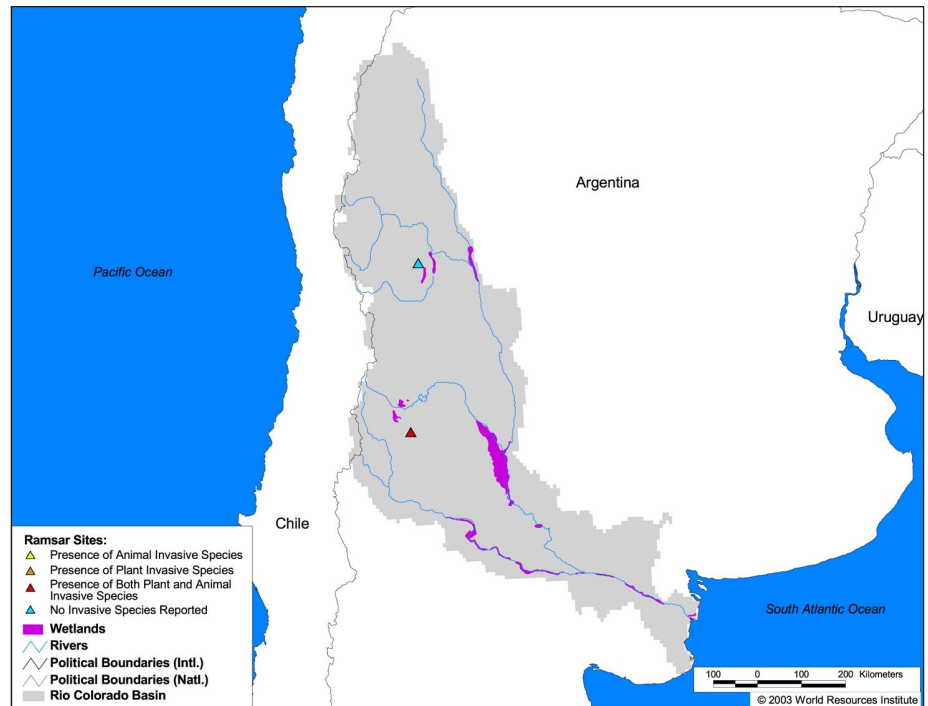 Argentina
Pacific Ocean
Uruguay
Chile
South Atlantic Ocean
Ramsar Sites:
Presence of Animal Invasive Species
Presence of Plant Invasive Species
Presence of Both Plant and Animal
Invasive Species
No Invasive Species Reported
Wetlands
Rivers
Political Boundaries (Intl.)
Political Boundaries (Natl.)
Rio Colorado Basin
100 0 100 200 Kilometers
© 2003 World Resources Institute